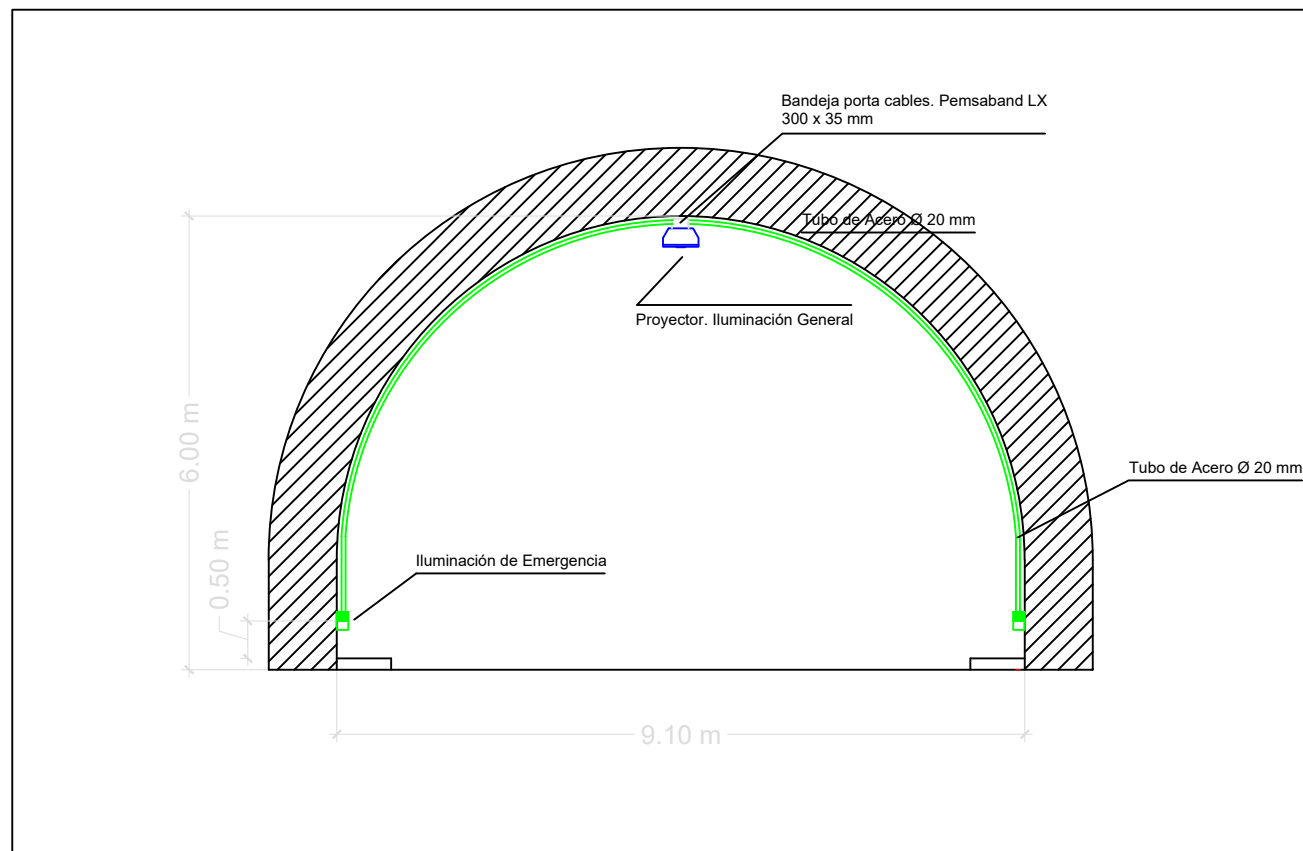 Bandeja porta cables. Pemsaband LX
300 x 35 mm
Tubo de Acero Ø 20 mm
Proyector. Iluminación General
6.00 m
Tubo de Acero Ø 20 mm
0.50 m
Iluminación de Emergencia
9.10 m